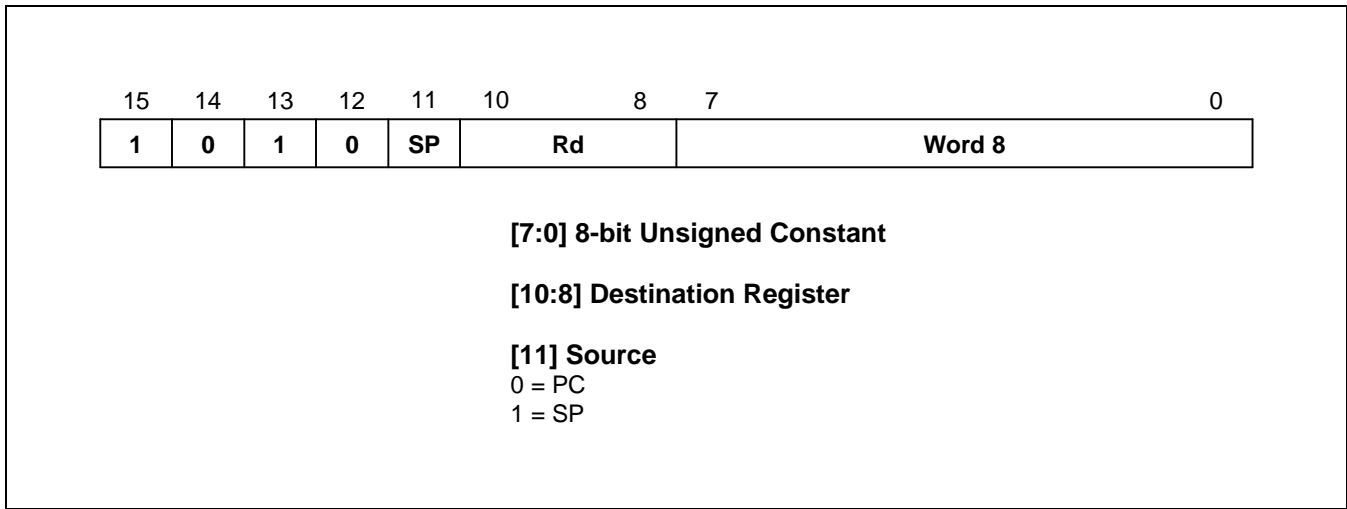 15 14 13 12 11 10 8 7 0
1 0 1 0 SP Rd Word 8
[7:0] 8-bit Unsigned Constant
[10:8] Destination Register
[11] Source
0 = PC
1 = SP